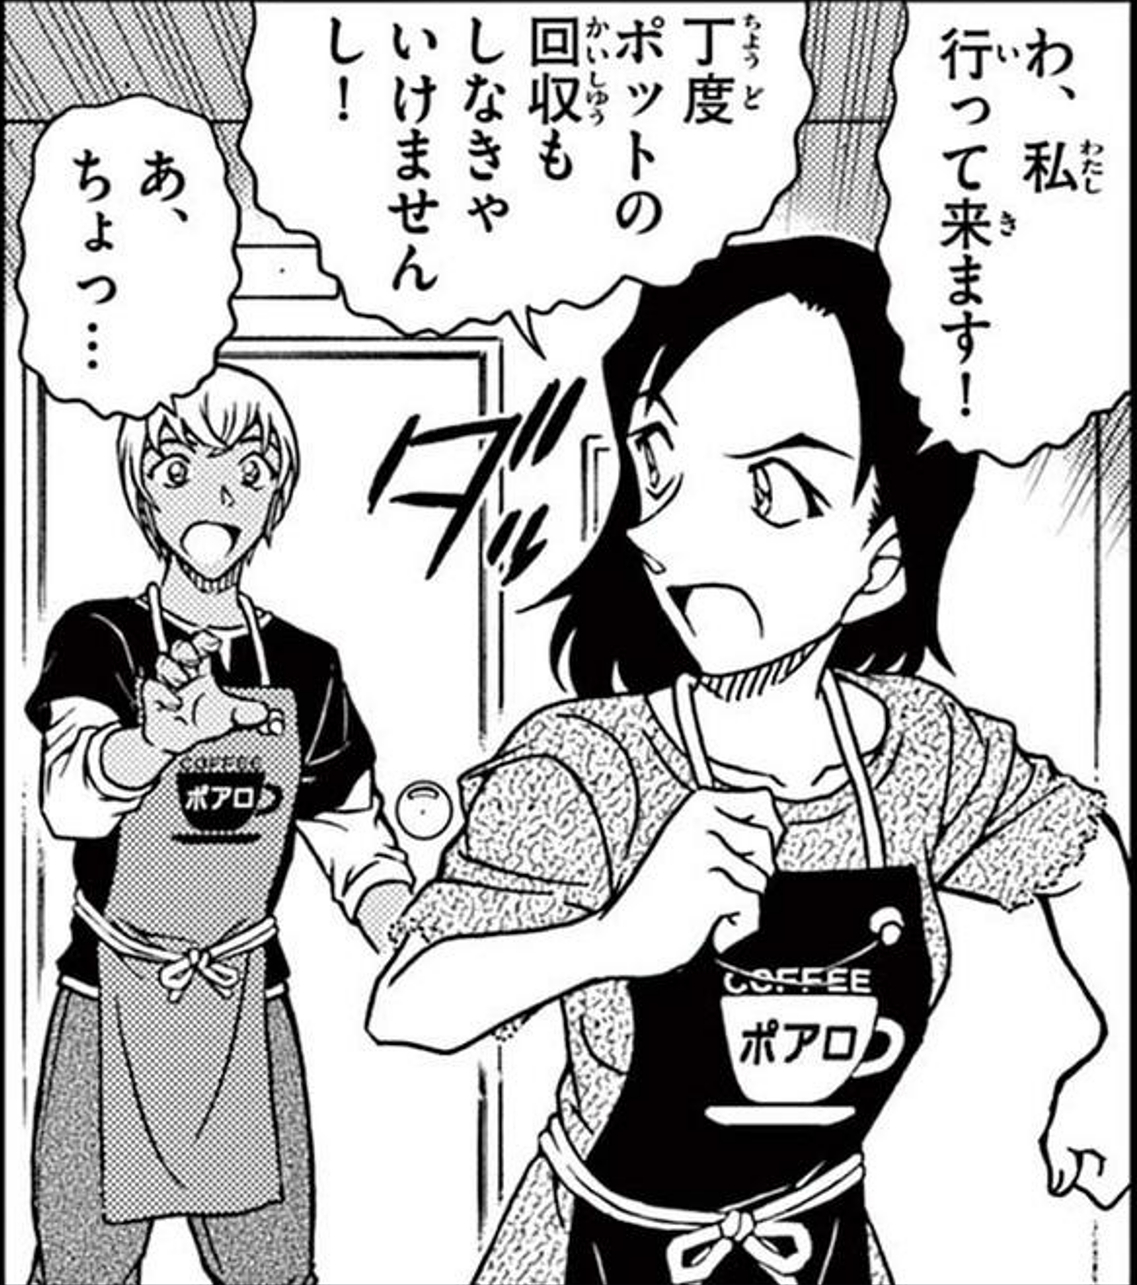 わ、私
行って来ます!
丁度
ポットの
回収も
しなきゃ
いけません
し!
あ、
ちょっ…
ダッ
COFFEE
ポアロ
COFFEE
ポアロ